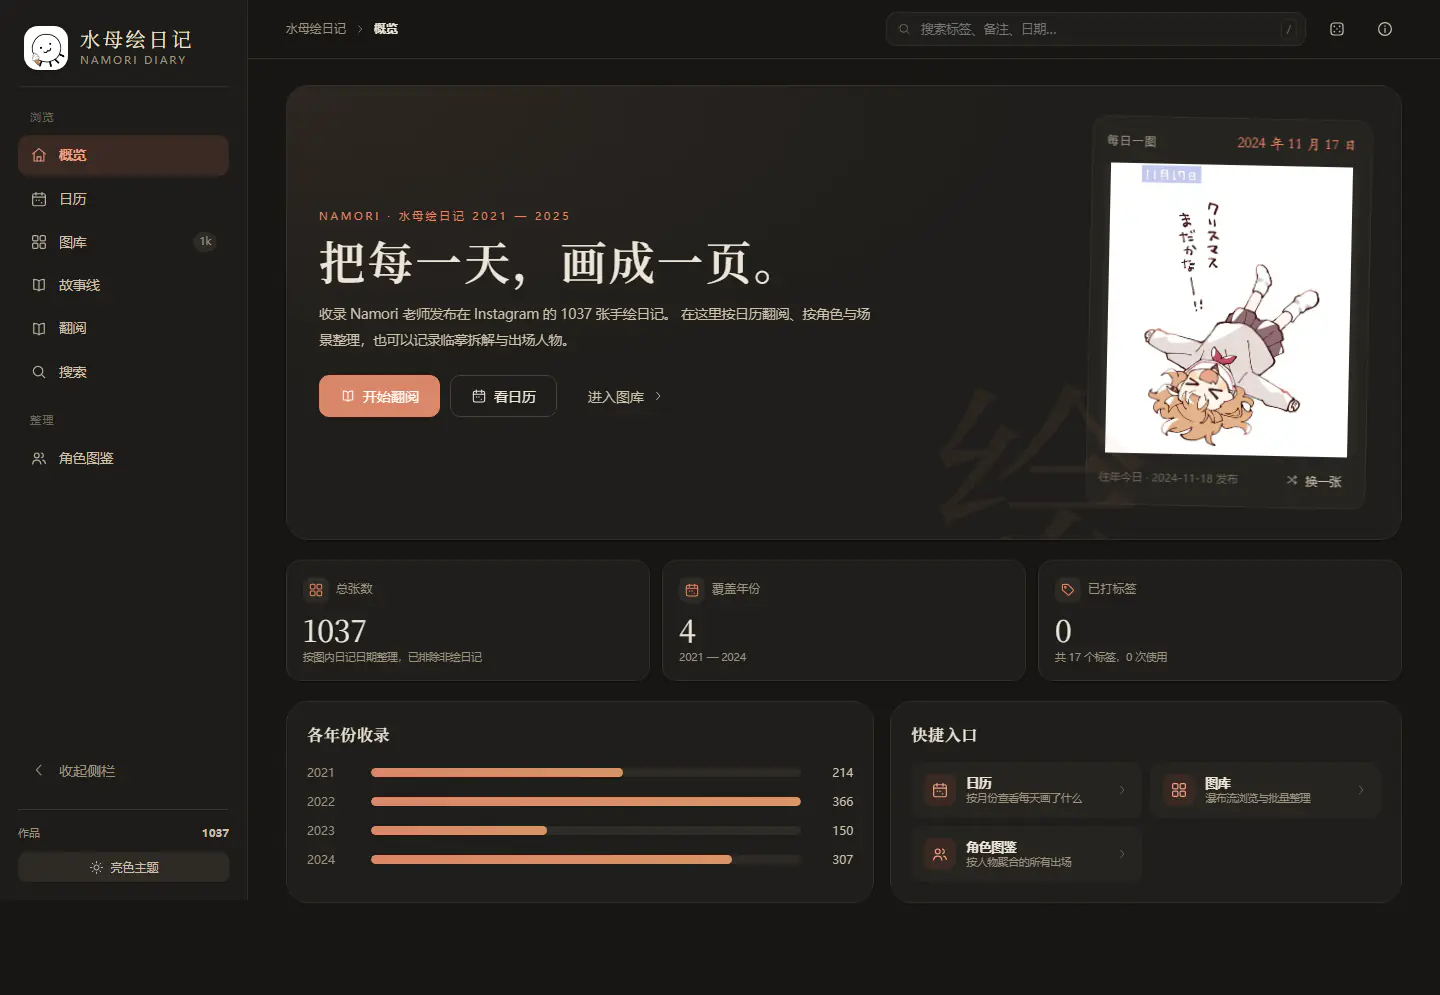 水母绘日记
NAMORI DIARY
浏览
概览
日历
图库
1k
故事线
翻阅
搜索
整理
角色图鉴
收起侧栏
作品
1037
亮色主题
水母绘日记 > 概览
搜索标签、备注、日期...
/
NAMORI · 水母绘日记 2021 — 2025
把每一天，画成一页。
收录 Namori 老师发布在 Instagram 的 1037 张手绘日记。 在这里按日历翻阅、按角色与场
景整理，也可以记录临摹拆解与出场人物。
开始翻阅
看日历
进入图库
每日一图
2024 年 11 月 17 日
11月17日
クリスマス
まだかなー!!
往年今日 · 2024-11-18 发布
换一张
绘
总张数
1037
按图内日记日期整理，已排除非绘日记
覆盖年份
4
2021 — 2024
已打标签
0
共 17 个标签，0 次使用
各年份收录
2021
214
2022
366
2023
150
2024
307
快捷入口
日历
按月份查看每天画了什么
图库
瀑布流浏览与批量整理
角色图鉴
按人物聚合的所有出场